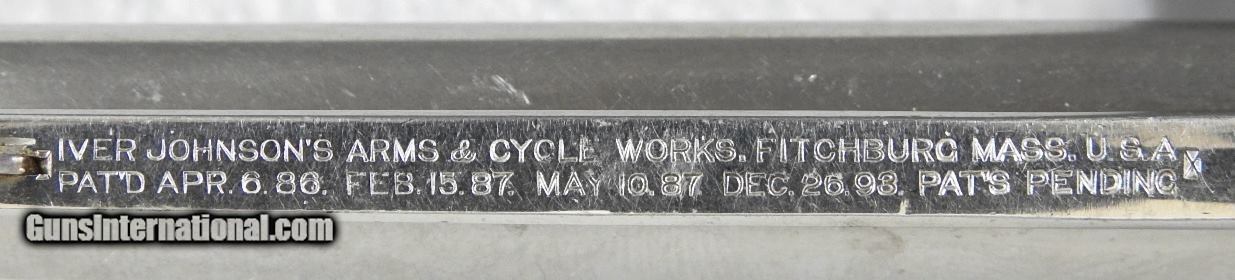 IVER JOHNSON'S ARMS & CYCLE WORKS. FITCHBURG MASS. U.S.A.
PAT'D APR. 6. 86. FEB. 15. 87. MAY 10. 87 DEC. 26. 93. PAT'S PENDING
GunsInternational.com